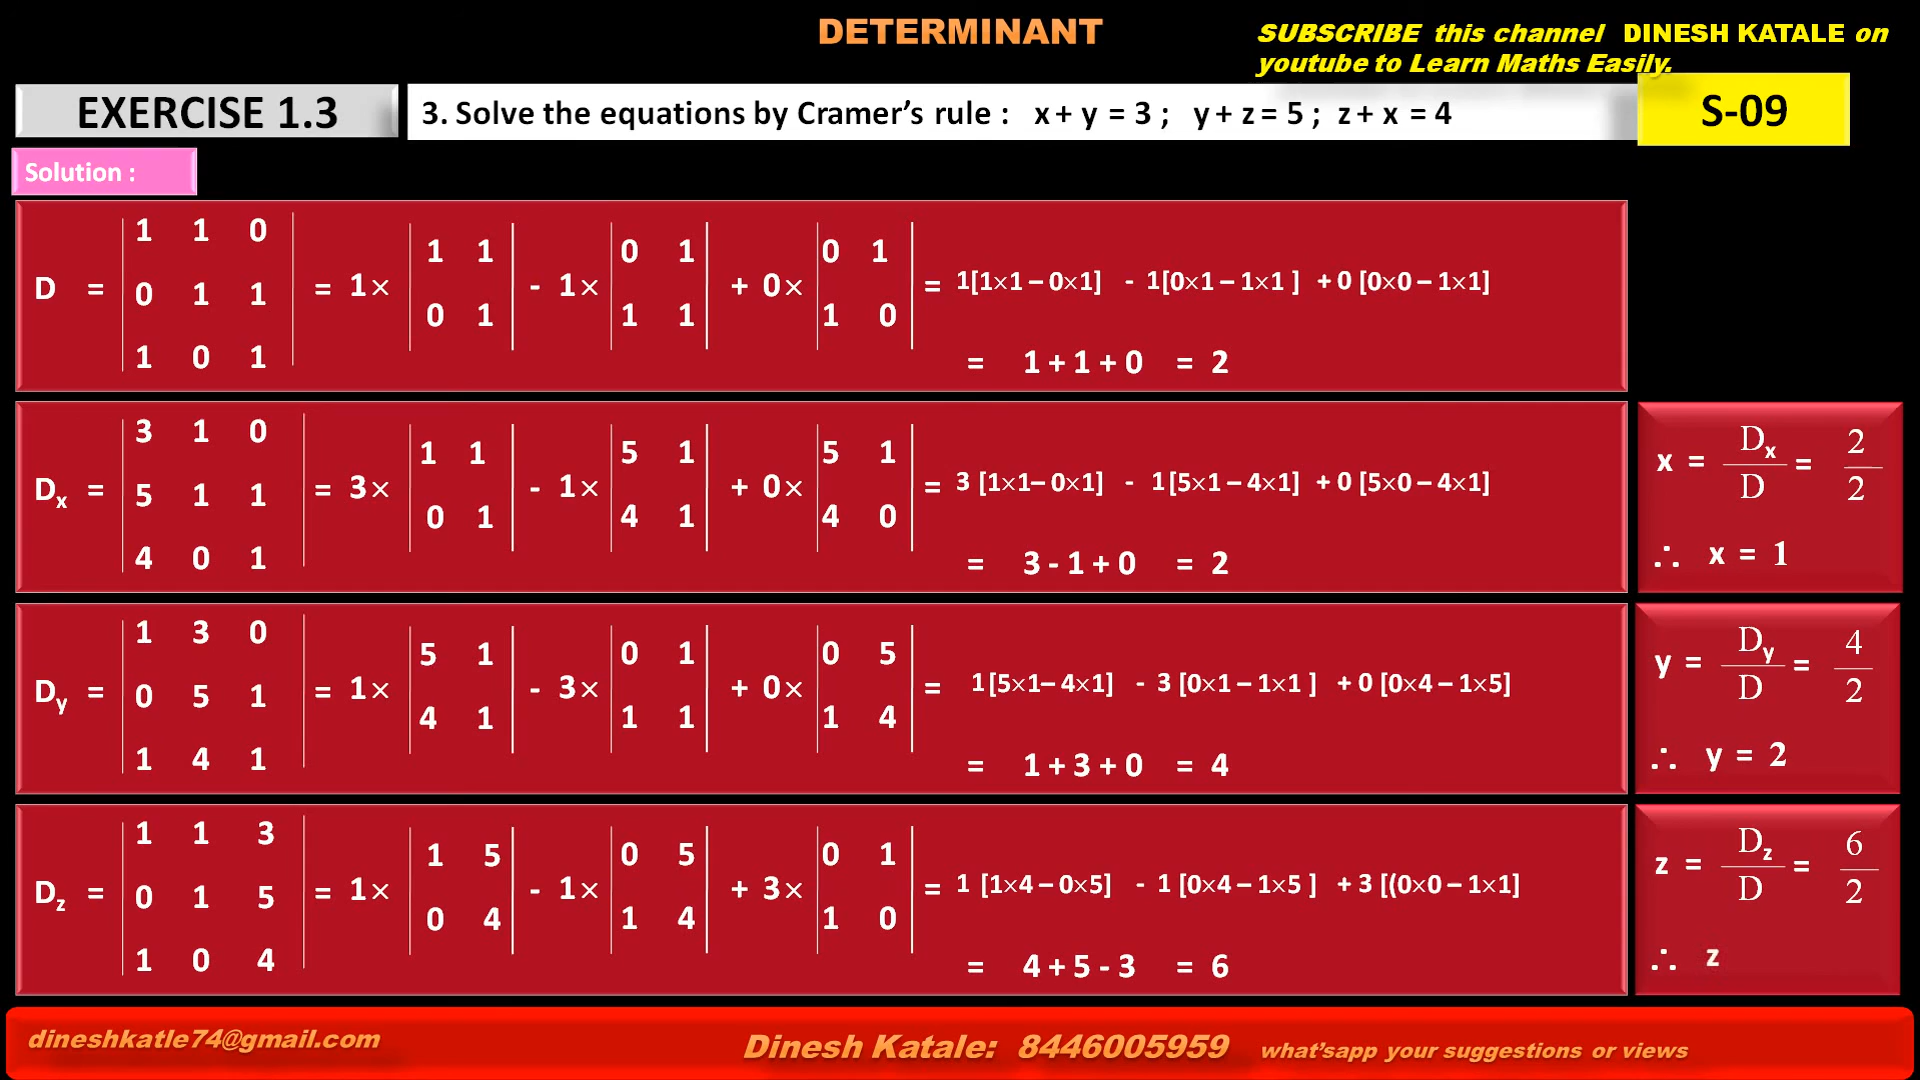 DETERMINANT
SUBSCRIBE this channel DINESH KATALE on
youtube to Learn Maths Easily.
EXERCISE 1.3
3. Solve the equations by Cramer's rule : x + y = 3 ; y + z = 5 ; z + x = 4
S-09
Solution :
1 1 0
D = 0 1 1 = 1× 1 1 0 1 - 1× 0 1 1 1 + 0× 0 1 1 0 = 1[1×1 – 0×1] - 1[0×1 – 1×1 ] + 0 [0×0 – 1×1]
1 0 1
= 1 + 1 + 0 = 2
3 1 0
Dx = 5 1 1 = 3× 1 1 0 1 - 1× 5 1 4 1 + 0× 5 1 4 0 = 3 [1×1– 0×1] - 1[5×1 – 4×1] + 0 [5×0 – 4×1]
4 0 1
= 3 - 1 + 0 = 2
x = Dx / D = 2 / 2
∴ x = 1
1 3 0
Dy = 0 5 1 = 1× 5 1 4 1 - 3× 0 1 1 1 + 0× 0 5 1 4 = 1[5×1– 4×1] - 3 [0×1 – 1×1 ] + 0 [0×4 – 1×5]
1 4 1
= 1 + 3 + 0 = 4
y = Dy / D = 4 / 2
∴ y = 2
1 1 3
Dz = 0 1 5 = 1× 1 5 0 4 - 1× 0 5 1 4 + 3× 0 1 1 0 = 1 [1×4 – 0×5] - 1 [0×4 – 1×5 ] + 3 [(0×0 – 1×1]
1 0 4
= 4 + 5 - 3 = 6
z = Dz / D = 6 / 2
∴ z
dineshkatle74@gmail.com
Dinesh Katale: 8446005959 what'sapp your suggestions or views